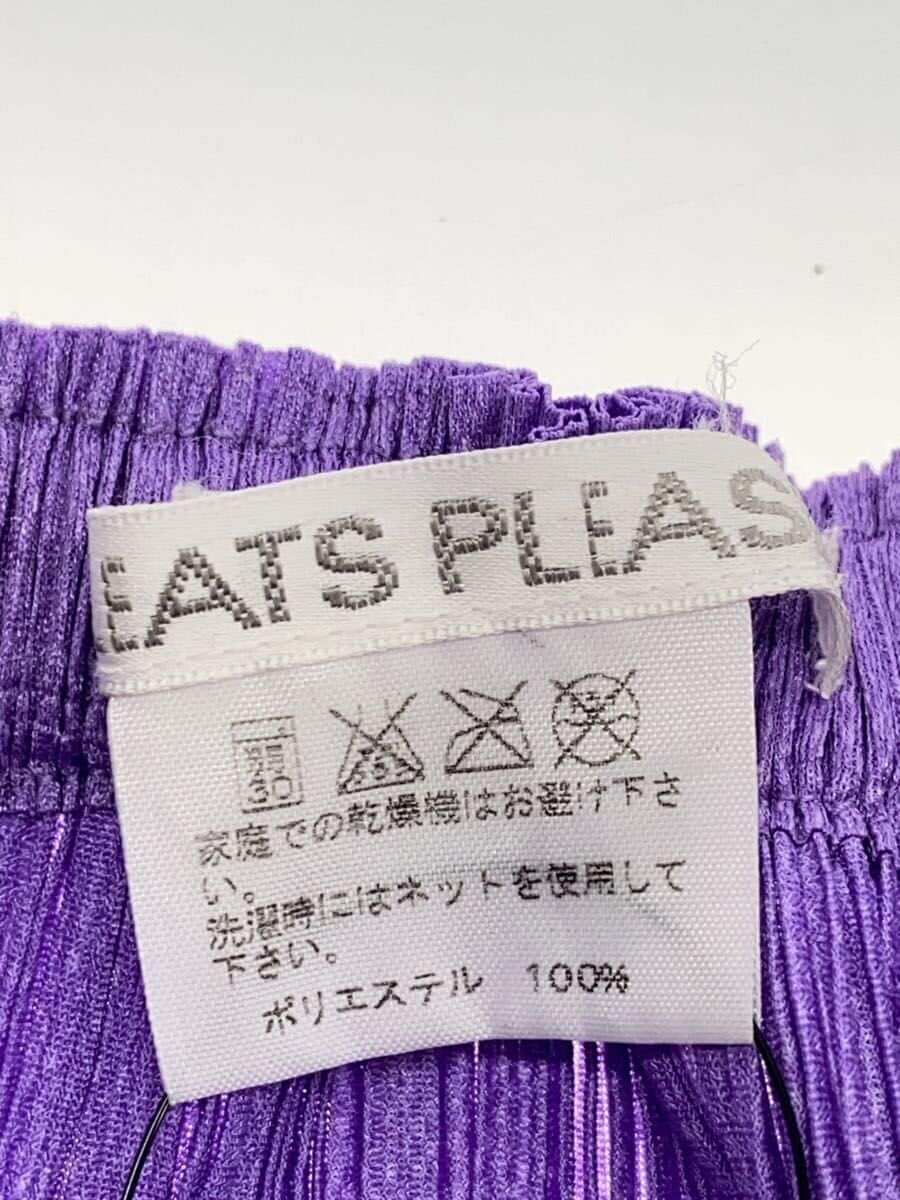 EATS PLEAS
家庭での乾燥機はお避け下さ
い。
洗濯時にはネットを使用して
下さい。
ポリエステル 100%